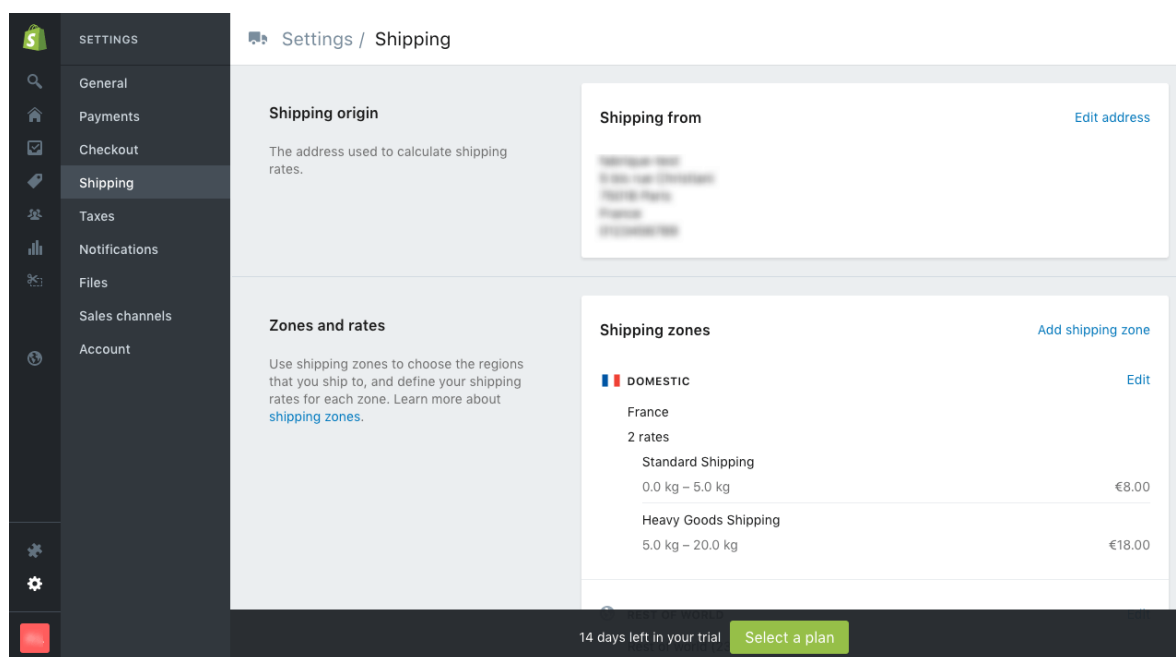 SETTINGS
General
Payments
Checkout
Shipping
Taxes
Notifications
Files
Sales channels
Account
Settings / Shipping
Shipping origin
The address used to calculate shipping
rates.
Shipping from
Edit address
Zones and rates
Use shipping zones to choose the regions
that you ship to, and define your shipping
rates for each zone. Learn more about
shipping zones.
Shipping zones
Add shipping zone
DOMESTIC
Edit
France
2 rates
Standard Shipping
0.0 kg – 5.0 kg
€8.00
Heavy Goods Shipping
5.0 kg – 20.0 kg
€18.00
REST OF WORLD
Edit
14 days left in your trial
Select a plan